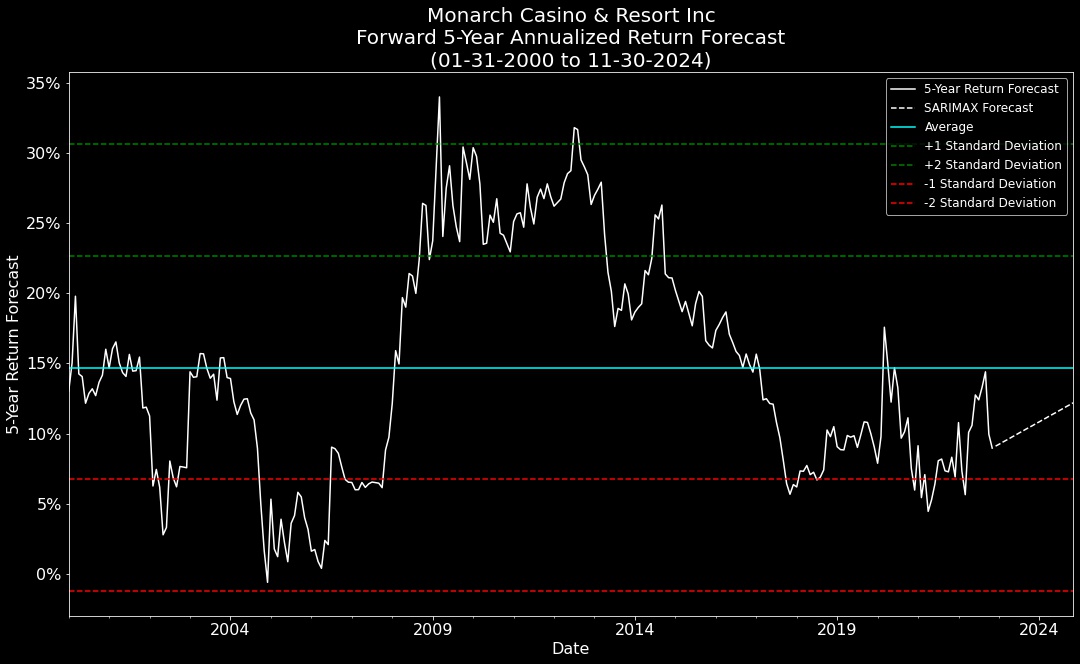 Monarch Casino & Resort Inc
Forward 5-Year Annualized Return Forecast
(01-31-2000 to 11-30-2024)
5-Year Return Forecast
35%
30%
25%
20%
15%
10%
5%
0%
5-Year Return Forecast
SARIMAX Forecast
Average
+1 Standard Deviation
+2 Standard Deviation
-1 Standard Deviation
-2 Standard Deviation
2004
2009
2014
2019
2024
Date